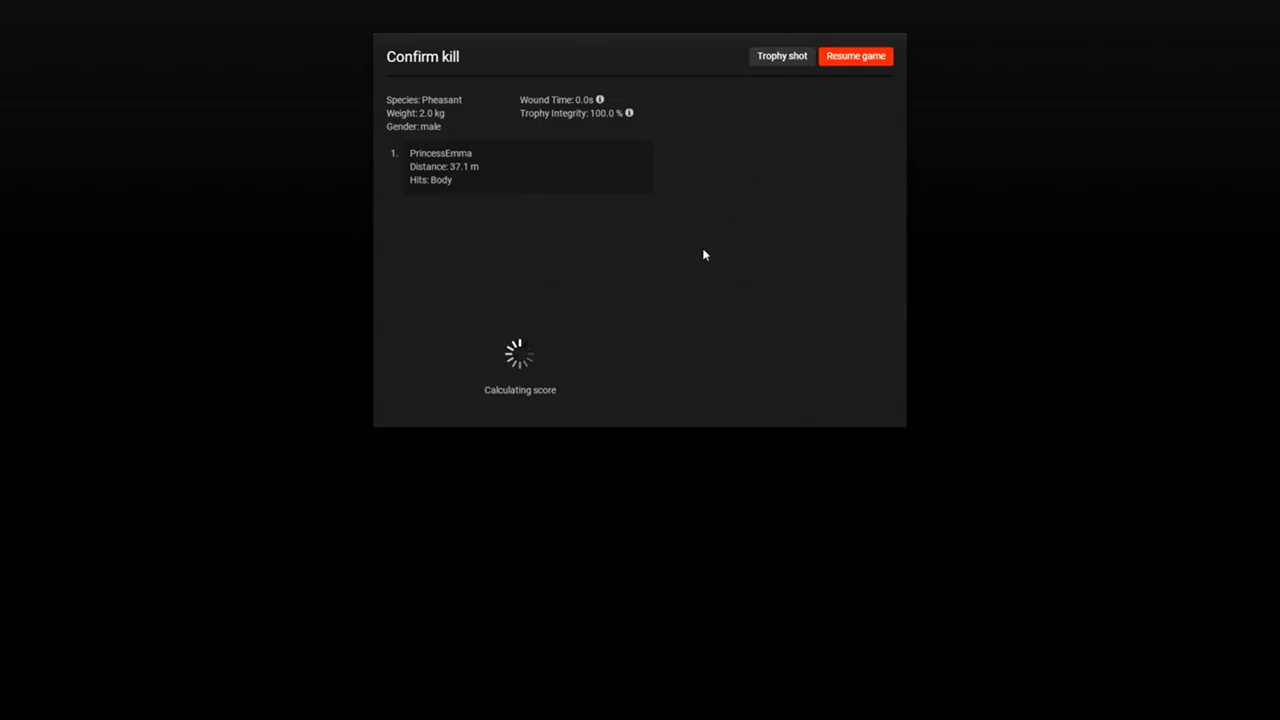 Confirm kill
Trophy shot
Resume game
Species: Pheasant
Weight: 2.0 kg
Gender: male
Wound Time: 0.0s
Trophy Integrity: 100.0 %
1. PrincessEmma
Distance: 37.1 m
Hits: Body
Calculating score